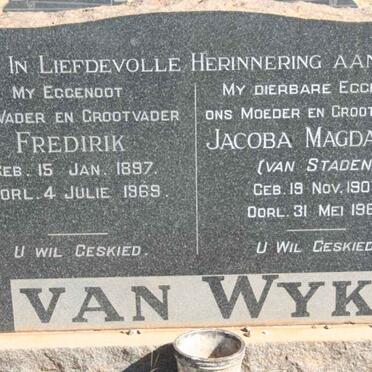 IN LIEFDEVOLLE HERINNERING AAN
MY EGGENOOT
VADER EN GROOTVADER
FREDIRIK
GEB. 15 JAN. 1897.
OORL. 4 JULIE 1969.
U WIL GESKIED.
MY DIERBARE
ONS MOEDER EN
JACOBA
(VAN STADEN
GEB. 19 NOV.
OORL. 31 MEI
U WIL GESKIED
VAN WYK